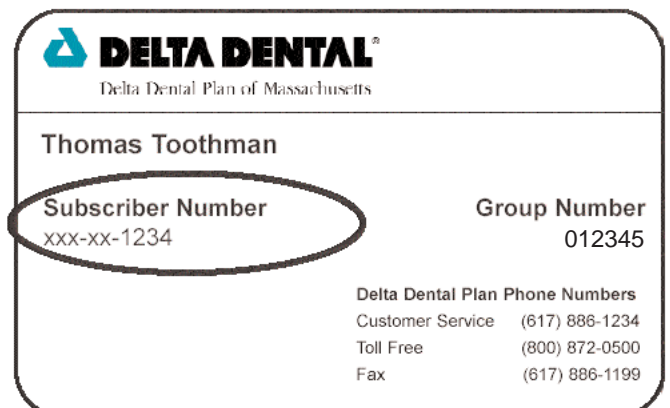 DELTA DENTAL®
Delta Dental Plan of Massachusetts
Thomas Toothman
Subscriber Number
xxx-xx-1234
Group Number
012345
Delta Dental Plan Phone Numbers
Customer Service (617) 886-1234
Toll Free (800) 872-0500
Fax (617) 886-1199